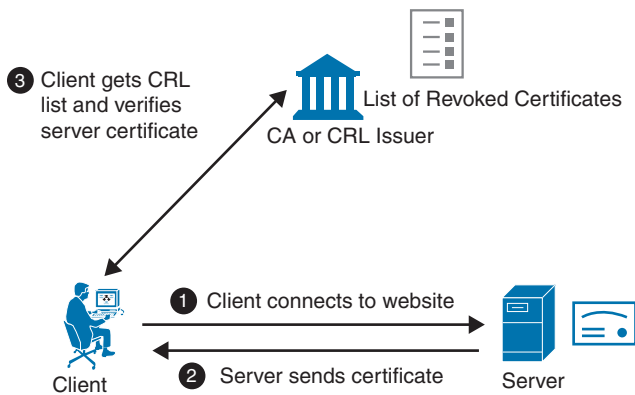 3 Client gets CRL
list and verifies
server certificate
List of Revoked Certificates
CA or CRL Issuer
1 Client connects to website
2 Server sends certificate
Client
Server